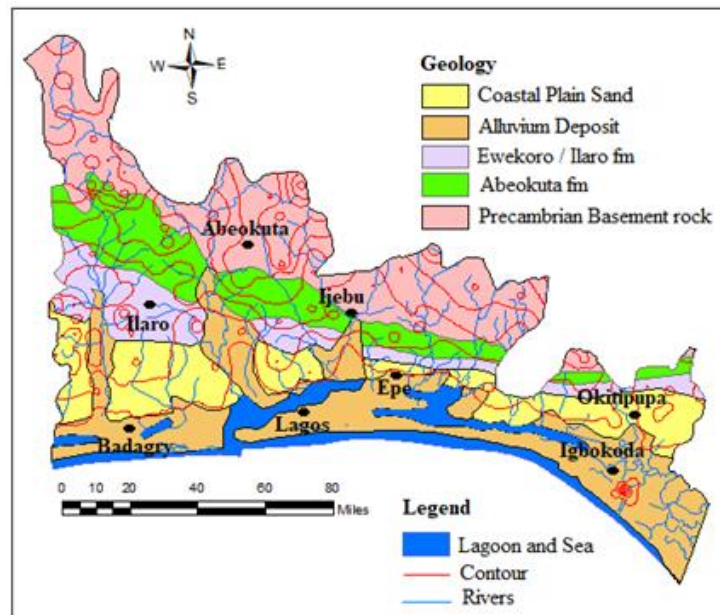 N
W E
S
Geology
Coastal Plain Sand
Alluvium Deposit
Ewekoro / Ilaro fm
Abeokuta fm
Precambrian Basement rock
Abeokuta
Ijebu
Ilaro
Epe
Okitipupa
Lagos
Badagry
Igbokoda
0 5 10 20 40 60 80
Miles
Legend
Lagoon and Sea
Contour
Rivers